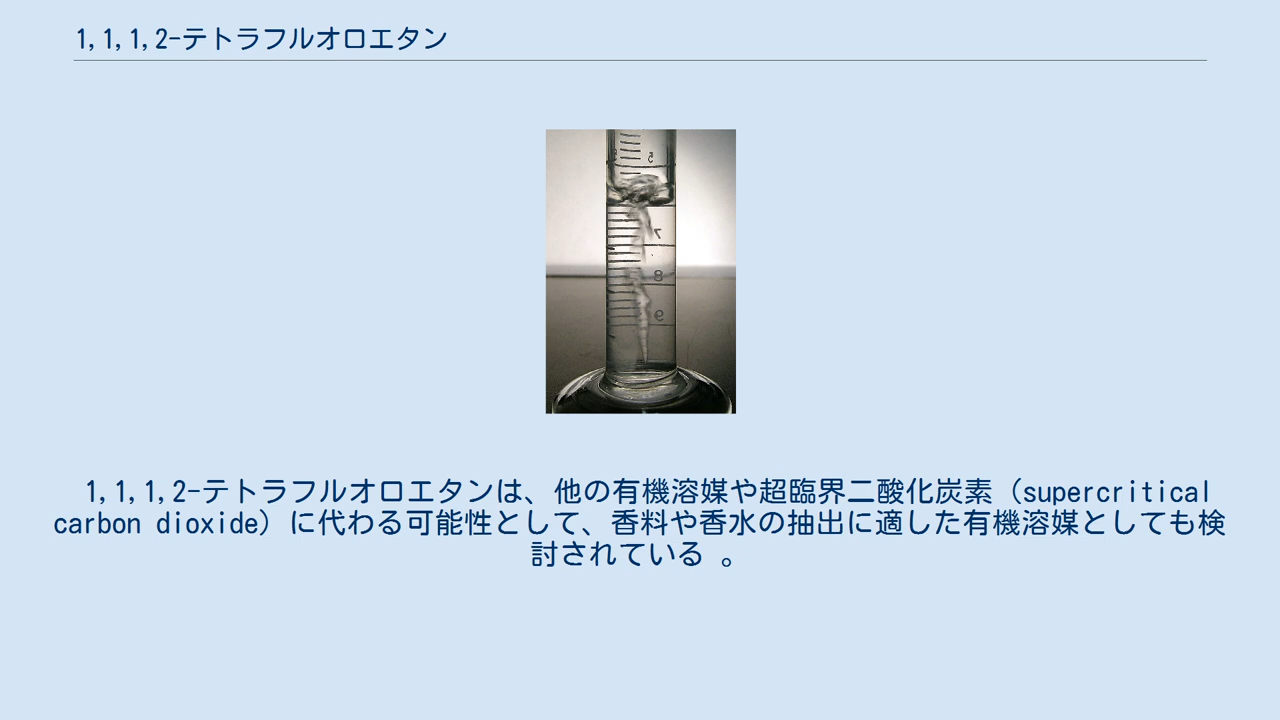 1,1,1,2-テトラフルオロエタン
5
7
8
9
1,1,1,2-テトラフルオロエタンは、他の有機溶媒や超臨界二酸化炭素（supercritical
carbon dioxide）に代わる可能性として、香料や香水の抽出に適した有機溶媒としても検
討されている 。